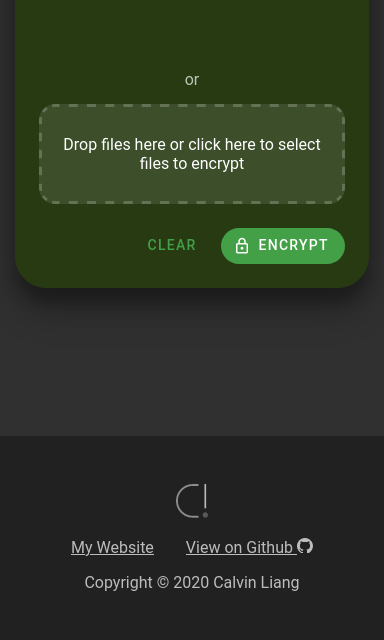 or
Drop files here or click here to select
files to encrypt
CLEAR
ENCRYPT
C!
My Website
View on Github
Copyright © 2020 Calvin Liang